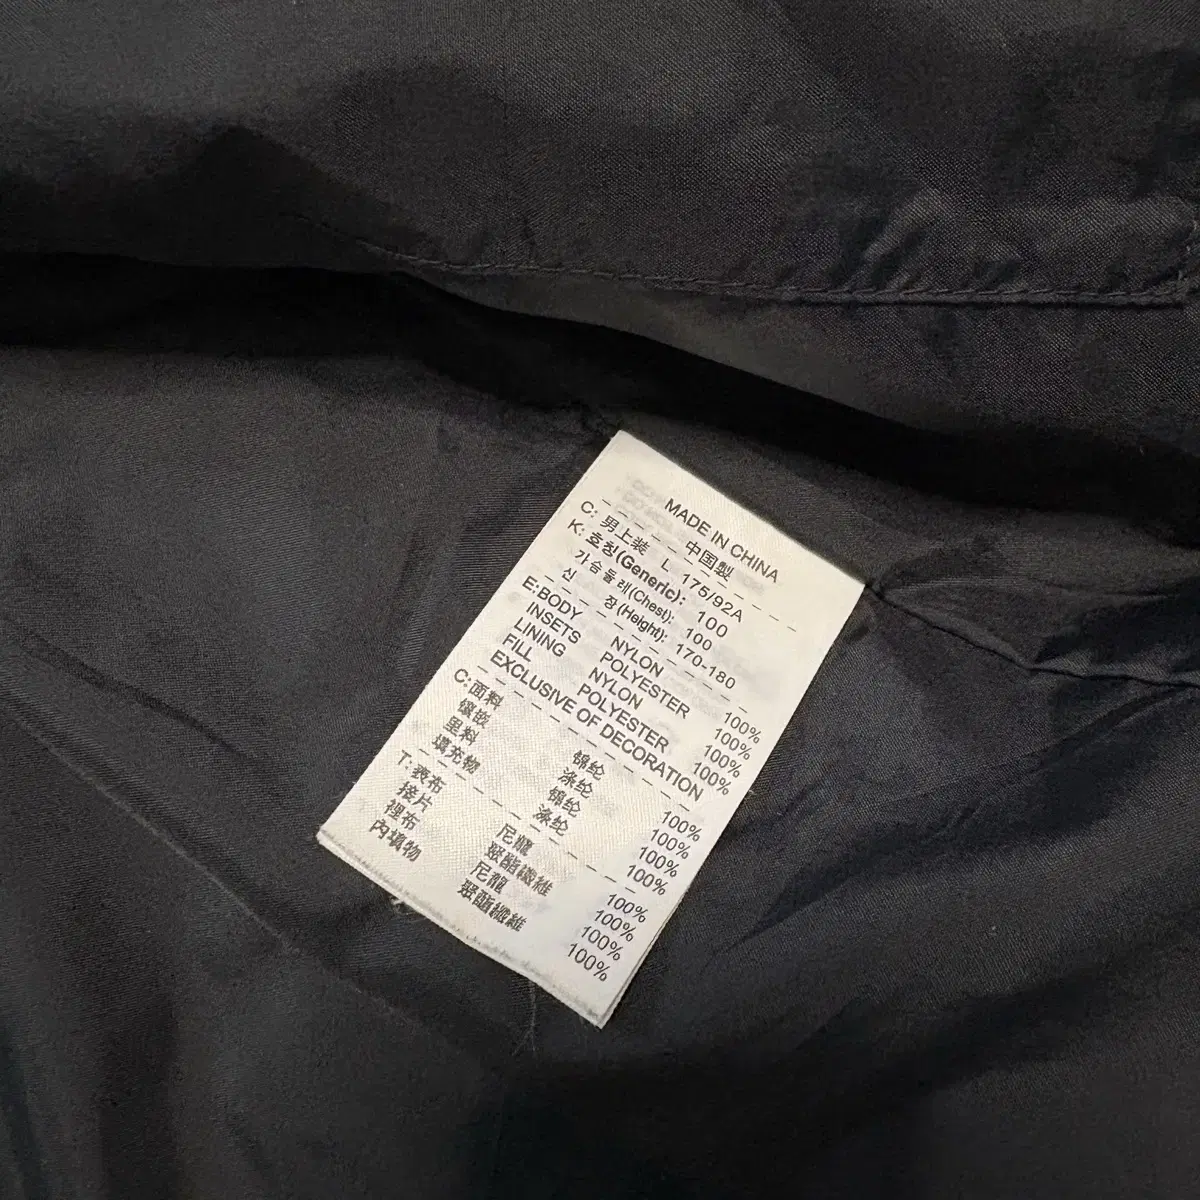 MADE IN CHINA
中国製
C: 男上装 L 175/92A
K: 호칭(Generic): 100
가슴둘레(Chest): 100
신 장(Height): 170-180
E:BODY NYLON 100%
INSETS POLYESTER 100%
LINING NYLON 100%
FILL POLYESTER 100%
EXCLUSIVE OF DECORATION
C:面料 锦纶 100%
镶嵌 涤纶 100%
里料 锦纶 100%
填充物 涤纶 100%
T:表布 尼龍 100%
接片 聚酯纖維 100%
裡布 尼龍 100%
內填物 聚酯纖維 100%